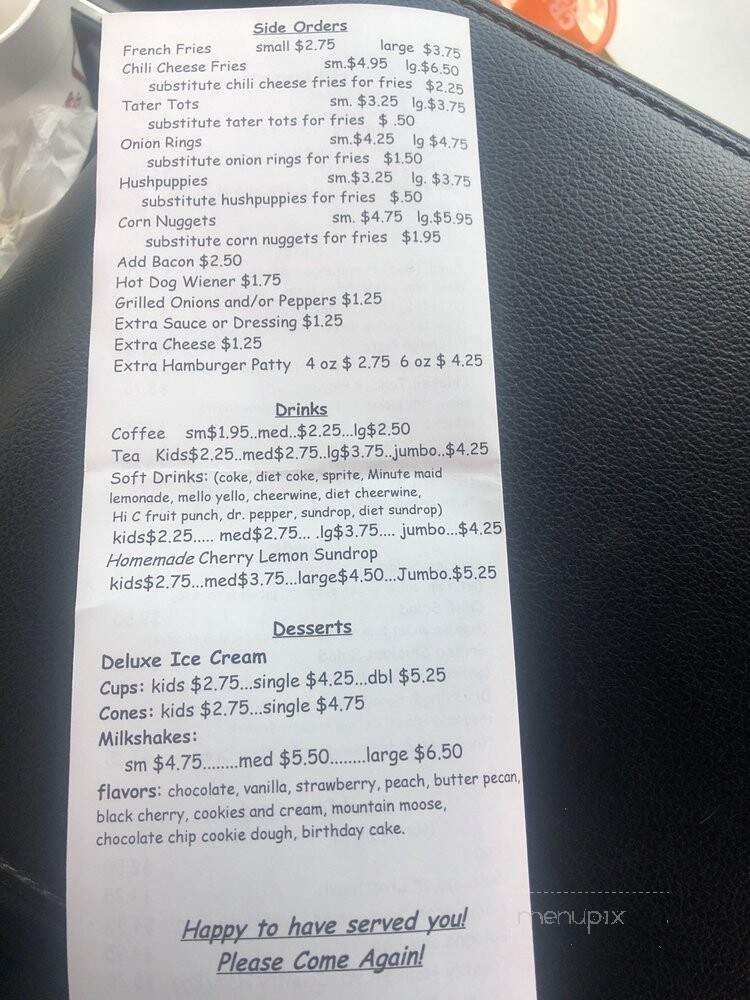 Side Orders
French Fries small $2.75 large $3.75
Chili Cheese Fries sm.$4.95 lg.$6.50
substitute chili cheese fries for fries $2.25
Tater Tots sm. $3.25 lg.$3.75
substitute tater tots for fries $ .50
Onion Rings sm.$4.25 lg $4.75
substitute onion rings for fries $1.50
Hushpuppies sm.$3.25 lg. $3.75
substitute hushpuppies for fries $.50
Corn Nuggets sm. $4.75 lg.$5.95
substitute corn nuggets for fries $1.95
Add Bacon $2.50
Hot Dog Wiener $1.75
Grilled Onions and/or Peppers $1.25
Extra Sauce or Dressing $1.25
Extra Cheese $1.25
Extra Hamburger Patty 4 oz $ 2.75 6 oz $ 4.25
Drinks
Coffee sm$1.95..med..$2.25...lg$2.50
Tea Kids$2.25..med$2.75..lg$3.75..jumbo..$4.25
Soft Drinks: (coke, diet coke, sprite, Minute maid
lemonade, mello yello, cheerwine, diet cheerwine,
Hi C fruit punch, dr. pepper, sundrop, diet sundrop)
kids$2.25..... med$2.75... .lg$3.75.... jumbo...$4.25
Homemade Cherry Lemon Sundrop
kids$2.75...med$3.75...large$4.50...Jumbo.$5.25
Desserts
Deluxe Ice Cream
Cups: kids $2.75...single $4.25...dbl $5.25
Cones: kids $2.75...single $4.75
Milkshakes:
sm $4.75........med $5.50........large $6.50
flavors: chocolate, vanilla, strawberry, peach, butter pecan,
black cherry, cookies and cream, mountain moose,
chocolate chip cookie dough, birthday cake.
Happy to have served you!
Please Come Again!
menupix